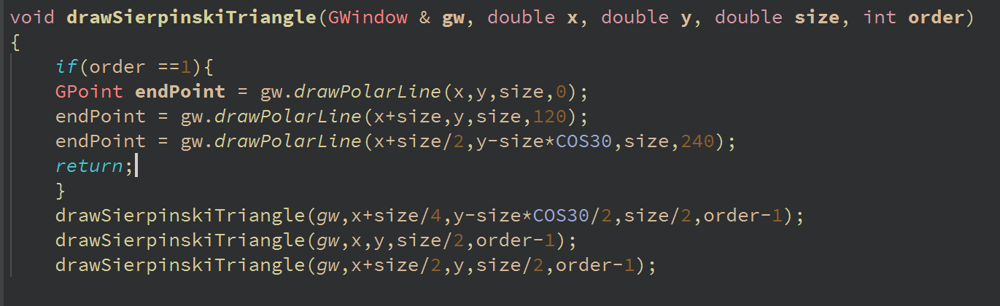 void drawSierpinskiTriangle(GWindow & gw, double x, double y, double size, int order)
{
    if(order ==1){
    GPoint endPoint = gw.drawPolarLine(x,y,size,0);
    endPoint = gw.drawPolarLine(x+size,y,size,120);
    endPoint = gw.drawPolarLine(x+size/2,y-size*COS30,size,240);
    return;
    }
    drawSierpinskiTriangle(gw,x+size/4,y-size*COS30/2,size/2,order-1);
    drawSierpinskiTriangle(gw,x,y,size/2,order-1);
    drawSierpinskiTriangle(gw,x+size/2,y,size/2,order-1);